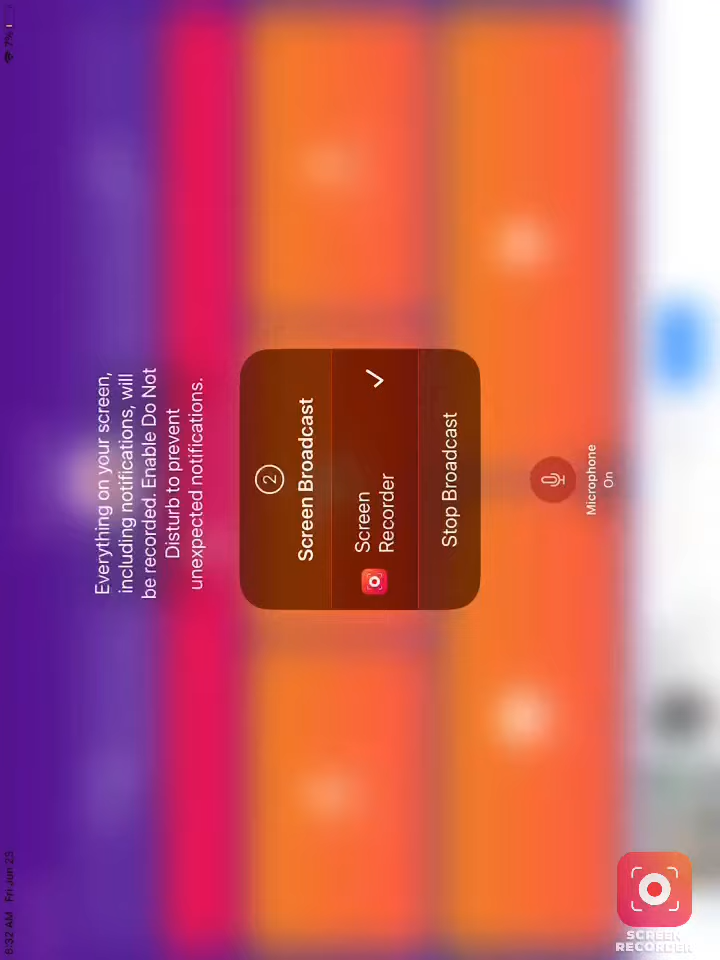 8:32 AM Fri Jun 23
7%
Everything on your screen,
including notifications, will
be recorded. Enable Do Not
Disturb to prevent
unexpected notifications.
2
Screen Broadcast
Screen
Recorder
Stop Broadcast
Microphone
On
SCREEN
RECORDER